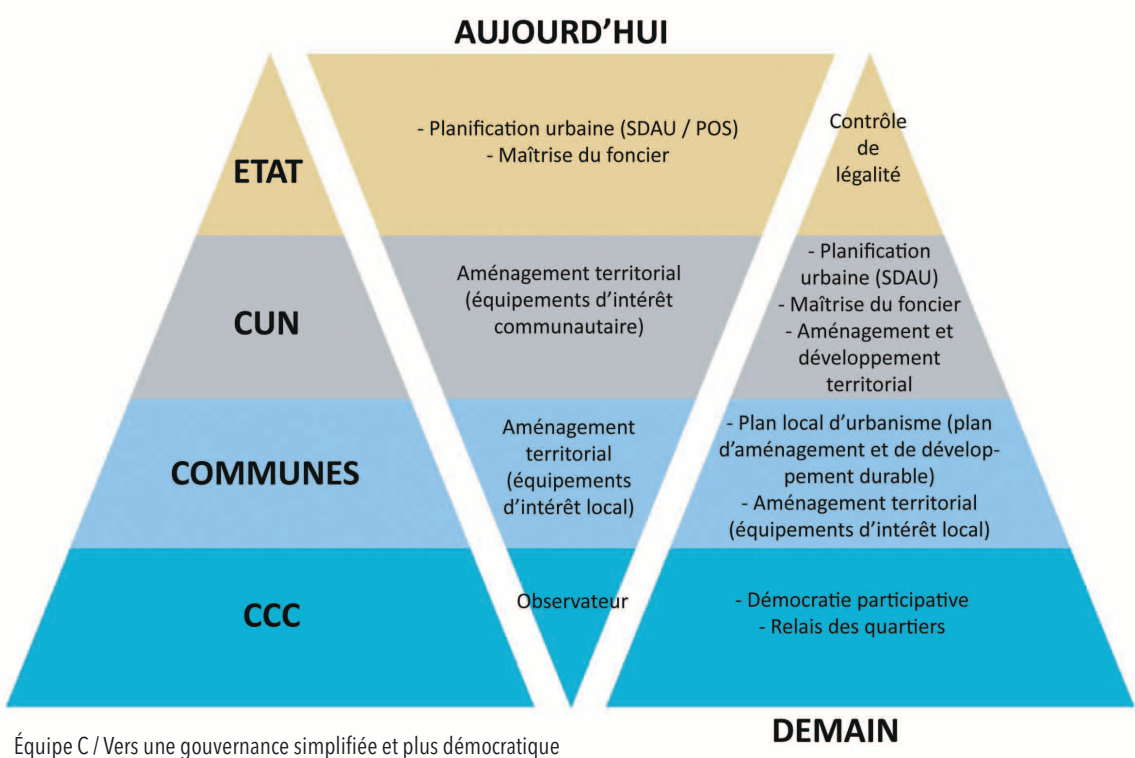 AUJOURD'HUI
ETAT
- Planification urbaine (SDAU / POS)
- Maîtrise du foncier
Contrôle
de
légalité
CUN
Aménagement territorial
(équipements d'intérêt
communautaire)
- Planification
urbaine (SDAU)
- Maîtrise du foncier
- Aménagement et
développement
territorial
COMMUNES
Aménagement
territorial
(équipements
d'intérêt local)
- Plan local d'urbanisme (plan
d'aménagement et de dévelop-
pement durable)
- Aménagement territorial
(équipements d'intérêt local)
CCC
Observateur
- Démocratie participative
- Relais des quartiers
DEMAIN
Équipe C / Vers une gouvernance simplifiée et plus démocratique